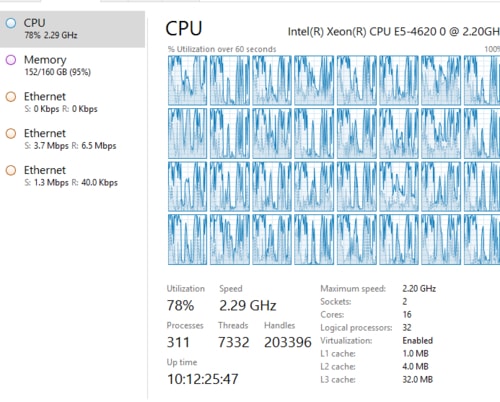 CPU
78% 2.29 GHz
Memory
152/160 GB (95%)
Ethernet
S: 0 Kbps R: 0 Kbps
Ethernet
S: 3.7 Mbps R: 6.5 Mbps
Ethernet
S: 1.3 Mbps R: 40.0 Kbps
CPU
Intel(R) Xeon(R) CPU E5-4620 0 @ 2.20GH
% Utilization over 60 seconds
100%
Utilization
Speed
78%
2.29 GHz
Processes
Threads
Handles
311
7332
203396
Up time
10:12:25:47
Maximum speed: 2.20 GHz
Sockets: 2
Cores: 16
Logical processors: 32
Virtualization: Enabled
L1 cache: 1.0 MB
L2 cache: 4.0 MB
L3 cache: 32.0 MB